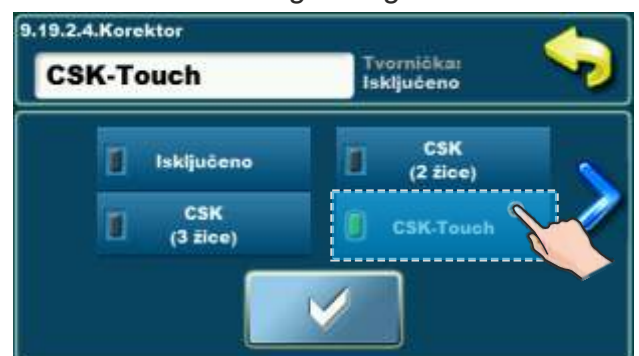 9.19.2.4.Korektor
CSK-Touch
Tvornička:
Isključeno
Isključeno
CSK
(2 žice)
CSK
(3 žice)
CSK-Touch